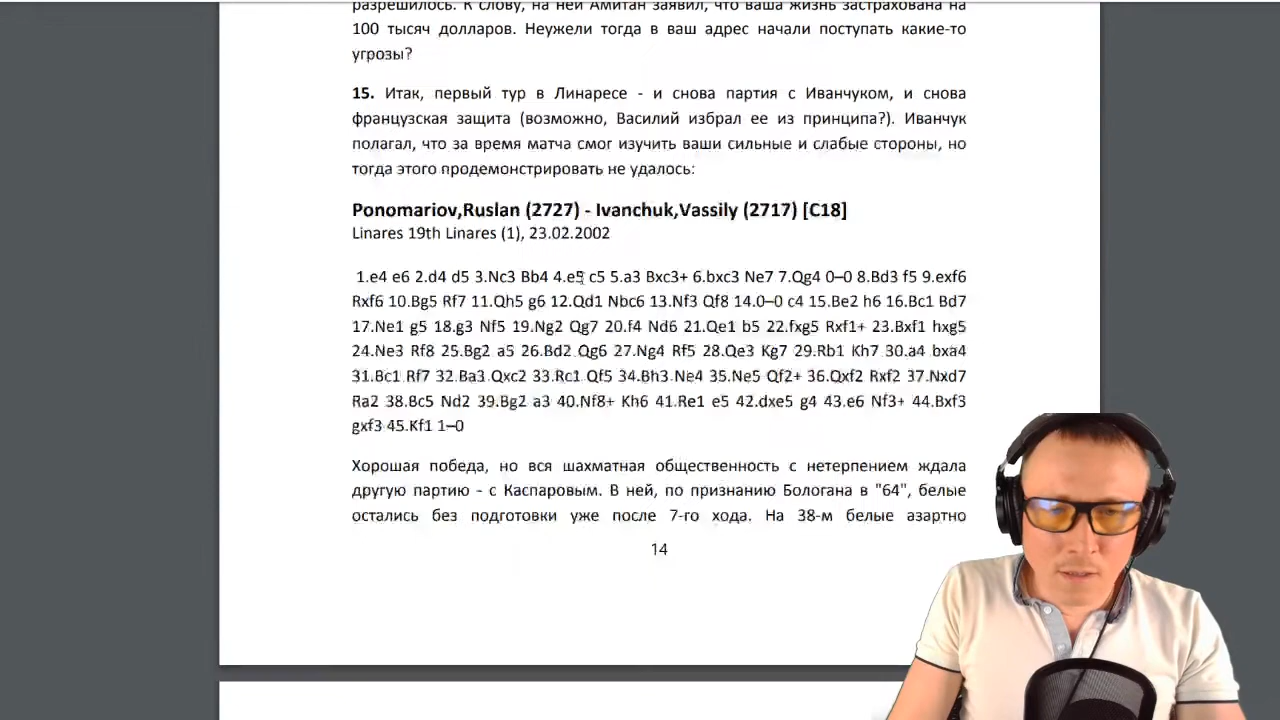 разрешилось. К слову, на ней Амитан заявил, что ваша жизнь застрахована на
100 тысяч долларов. Неужели тогда в ваш адрес начали поступать какие-то
угрозы?
15. Итак, первый тур в Линаресе - и снова партия с Иванчуком, и снова
французская защита (возможно, Василий избрал ее из принципа?). Иванчук
полагал, что за время матча смог изучить ваши сильные и слабые стороны, но
тогда этого продемонстрировать не удалось:
Ponomariov,Ruslan (2727) - Ivanchuk,Vassily (2717) [C18]
Linares 19th Linares (1), 23.02.2002
1.e4 e6 2.d4 d5 3.Nc3 Bb4 4.e5 c5 5.a3 Bxc3+ 6.bxc3 Ne7 7.Qg4 0–0 8.Bd3 f5 9.exf6
Rxf6 10.Bg5 Rf7 11.Qh5 g6 12.Qd1 Nbc6 13.Nf3 Qf8 14.0–0 c4 15.Be2 h6 16.Bc1 Bd7
17.Ne1 g5 18.g3 Nf5 19.Ng2 Qg7 20.f4 Nd6 21.Qe1 b5 22.fxg5 Rxf1+ 23.Bxf1 hxg5
24.Ne3 Rf8 25.Bg2 a5 26.Bd2 Qg6 27.Ng4 Rf5 28.Qe3 Kg7 29.Rb1 Kh7 30.a4 bxa4
31.Bc1 Rf7 32.Ba3 Qxc2 33.Rc1 Qf5 34.Bh3 Ne4 35.Ne5 Qf2+ 36.Qxf2 Rxf2 37.Nxd7
Ra2 38.Bc5 Nd2 39.Bg2 a3 40.Nf8+ Kh6 41.Re1 e5 42.dxe5 g4 43.e6 Nf3+ 44.Bxf3
gxf3 45.Kf1 1–0
Хорошая победа, но вся шахматная общественность с нетерпением ждала
другую партию - с Каспаровым. В ней, по признанию Бологана в "64", белые
остались без подготовки уже после 7-го хода. На 38-м белые азартно
14